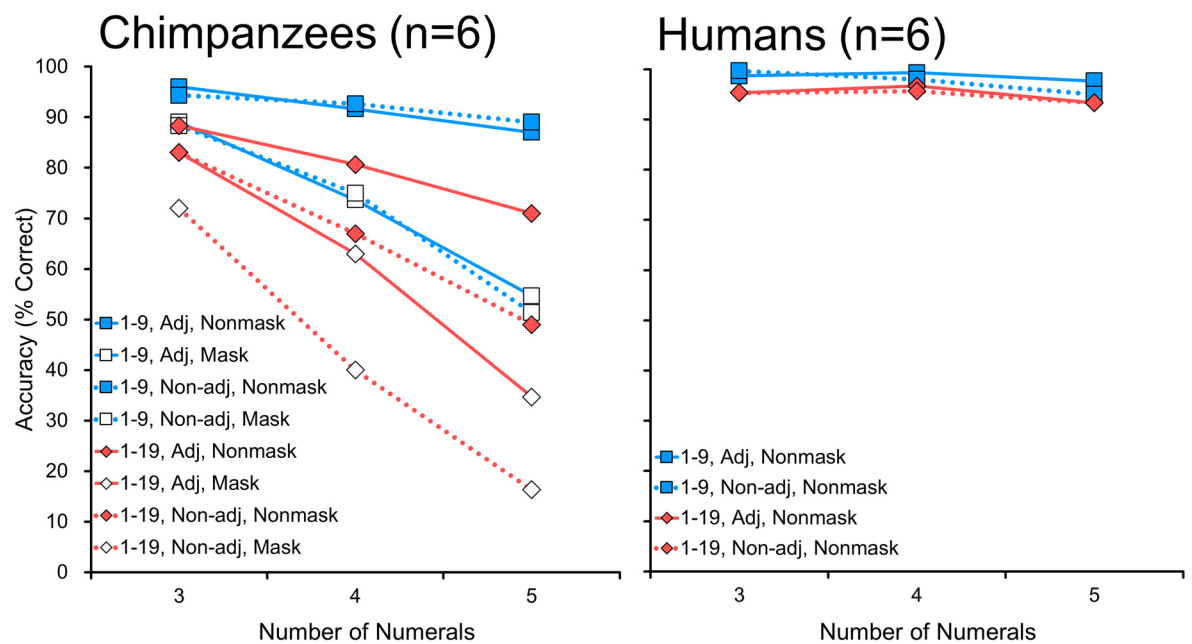 Chimpanzees (n=6)
Accuracy (% Correct)
100
90
80
70
60
50
40
30
20
10
0
1-9, Adj, Nonmask
1-9, Adj, Mask
1-9, Non-adj, Nonmask
1-9, Non-adj, Mask
1-19, Adj, Nonmask
1-19, Adj, Mask
1-19, Non-adj, Nonmask
1-19, Non-adj, Mask
3 4 5
Number of Numerals
Humans (n=6)
1-9, Adj, Nonmask
1-9, Non-adj, Nonmask
1-19, Adj, Nonmask
1-19, Non-adj, Nonmask
3 4 5
Number of Numerals